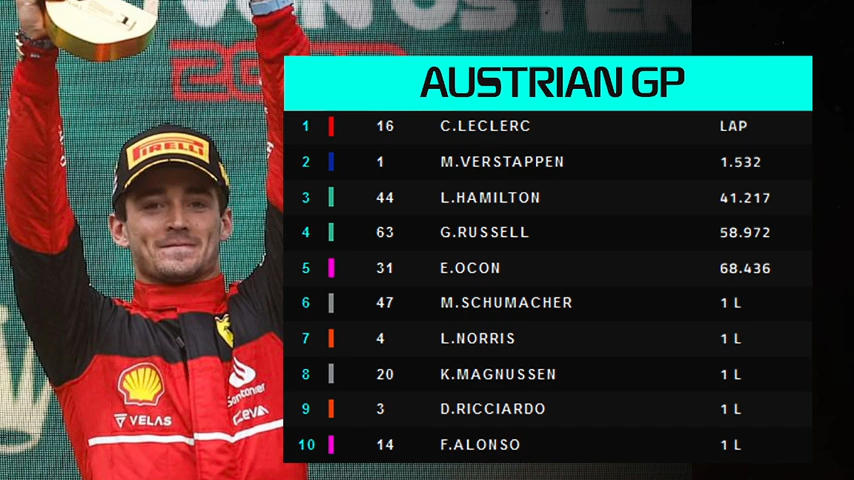 VON ÖSTER
PIRELLI
AUSTRIAN GP
1 16 C.LECLERC LAP
2 1 M.VERSTAPPEN 1.532
3 44 L.HAMILTON 41.217
4 63 G.RUSSELL 58.972
5 31 E.OCON 68.436
6 47 M.SCHUMACHER 1 L
7 4 L.NORRIS 1 L
8 20 K.MAGNUSSEN 1 L
9 3 D.RICCIARDO 1 L
10 14 F.ALONSO 1 L
Santander
VELAS
CEVA